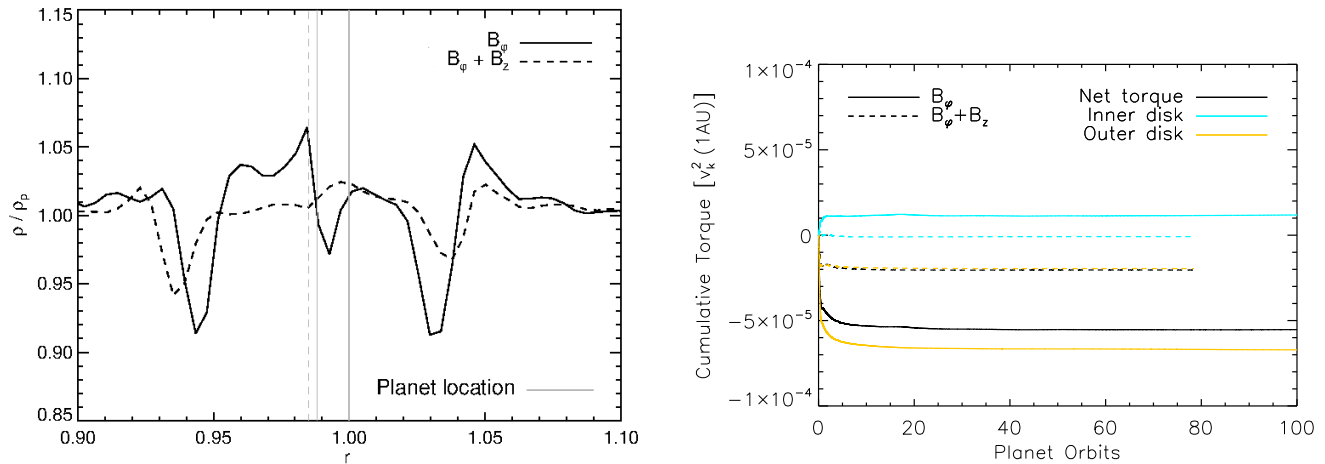 1.15
1.10
1.05
1.00
0.95
0.90
0.85
ρ / ρp
Bφ
Bφ + Bz
Planet location
0.90
0.95
1.00
1.05
1.10
r
1×10⁻⁴
5×10⁻⁵
0
−5×10⁻⁵
−1×10⁻⁴
Cumulative Torque [vk² (1AU)]
Bφ
Bφ+Bz
Net torque
Inner disk
Outer disk
0
20
40
60
80
100
Planet Orbits